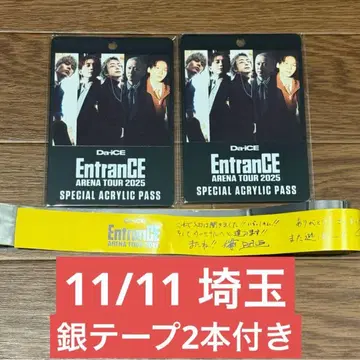 Da-iCE
EntranCE
ARENA TOUR 2025
SPECIAL ACRYLIC PASS
Da-iCE
EntranCE
ARENA TOUR 2025
SPECIAL ACRYLIC PASS
EntranCE
ARENA TOUR 2025
11/11 埼玉
銀テープ2本付き